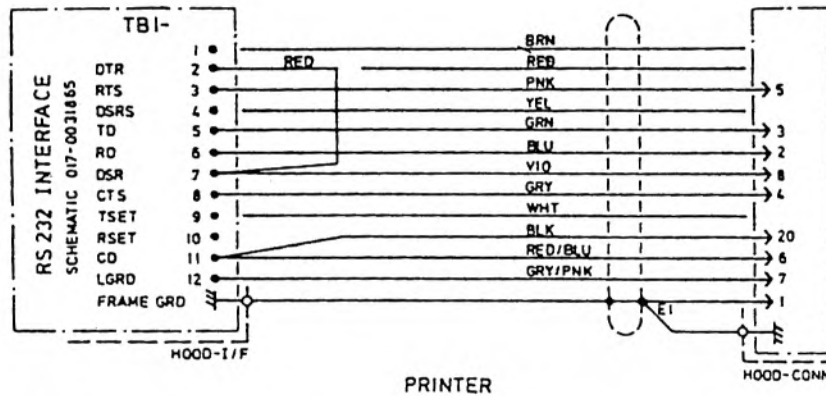 TB1-
1 BRN
DTR 2 RED RED
RTS 3 PNK 5
DSRS 4 YEL
TD 5 GRN 3
RD 6 BLU 2
DSR 7 VIO 8
CTS 8 GRY 4
TSET 9 WHT
RSET 10 BLK 20
CD 11 RED/BLU 6
LGRD 12 GRY/PNK 7
FRAME GRD 1
E1
RS 232 INTERFACE
SCHEMATIC 017-0031865
HOOD-I/F
HOOD-CONN
PRINTER